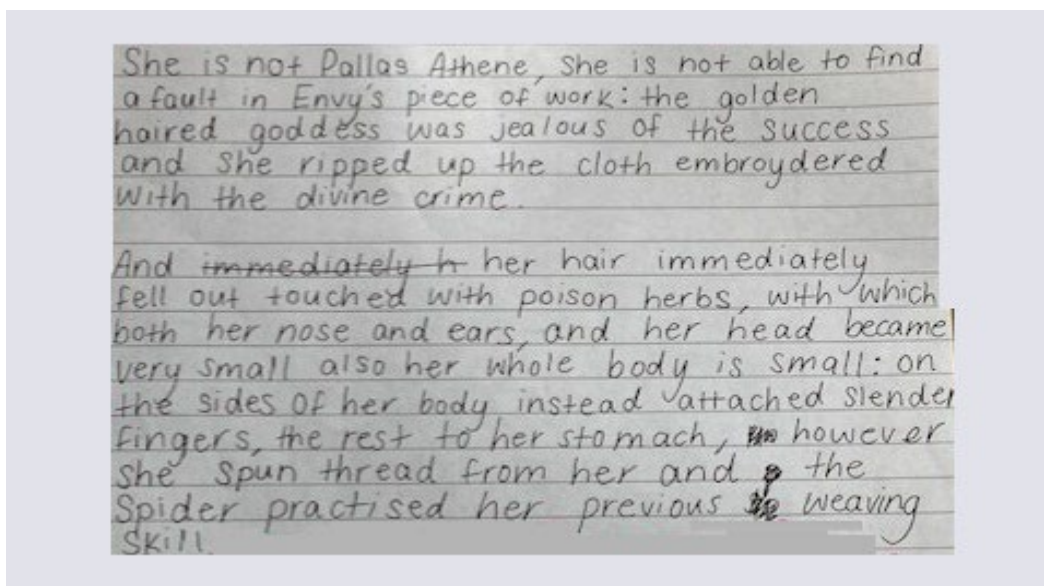 She is not Pallas Athene, she is not able to find
a fault in Envy's piece of work: the golden
haired goddess was jealous of the success
and she ripped up the cloth embroydered
with the divine crime.
And immediately h her hair immediately
fell out touched with poison herbs, with which
both her nose and ears, and her head became
very small also her whole body is small: on
the sides of her body instead attached slender
fingers, the rest to her stomach, however
she spun thread from her and the
spider practised her previous weaving
skill.